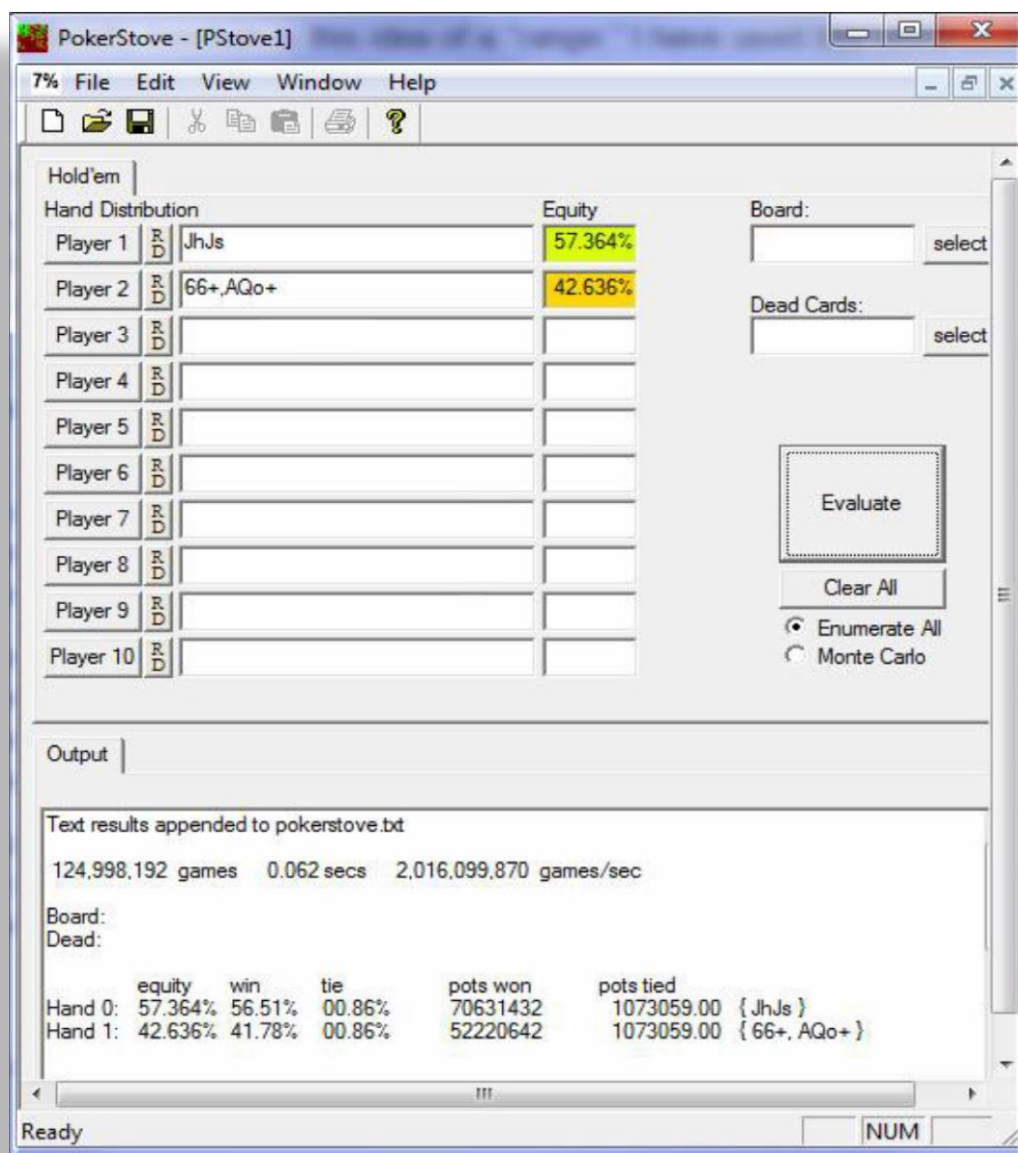 PokerStove - [PStove1]
7% File Edit View Window Help
Hold'em
Hand Distribution Equity Board:
Player 1 R D JhJs 57.364% select
Player 2 R D 66+,AQo+ 42.636%
Dead Cards:
Player 3 R D select
Player 4 R D
Player 5 R D
Player 6 R D
Player 7 R D
Player 8 R D
Player 9 R D
Player 10 R D
Evaluate
Clear All
Enumerate All
Monte Carlo
Output
Text results appended to pokerstove.txt
124,998,192 games 0.062 secs 2,016,099,870 games/sec
Board:
Dead:
equity win tie pots won pots tied
Hand 0: 57.364% 56.51% 00.86% 70631432 1073059.00 { JhJs }
Hand 1: 42.636% 41.78% 00.86% 52220642 1073059.00 { 66+, AQo+ }
Ready NUM